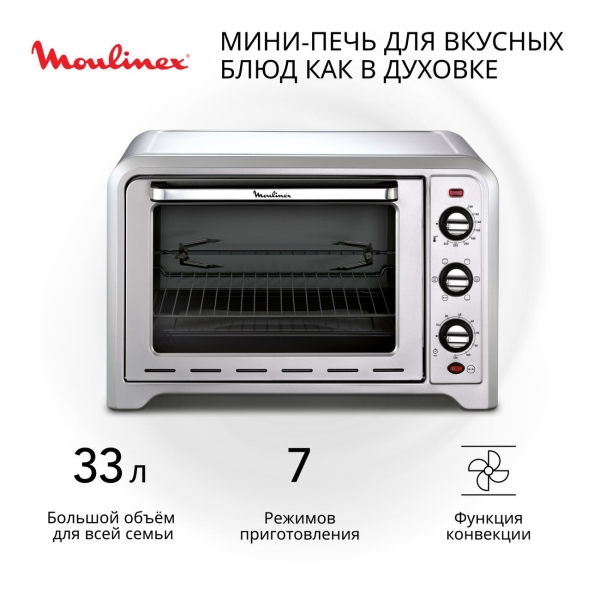 Moulinex
МИНИ-ПЕЧЬ ДЛЯ ВКУСНЫХ
БЛЮД КАК В ДУХОВКЕ
Moulinex
33 л
Большой объём
для всей семьи
7
Режимов
приготовления
Функция
конвекции